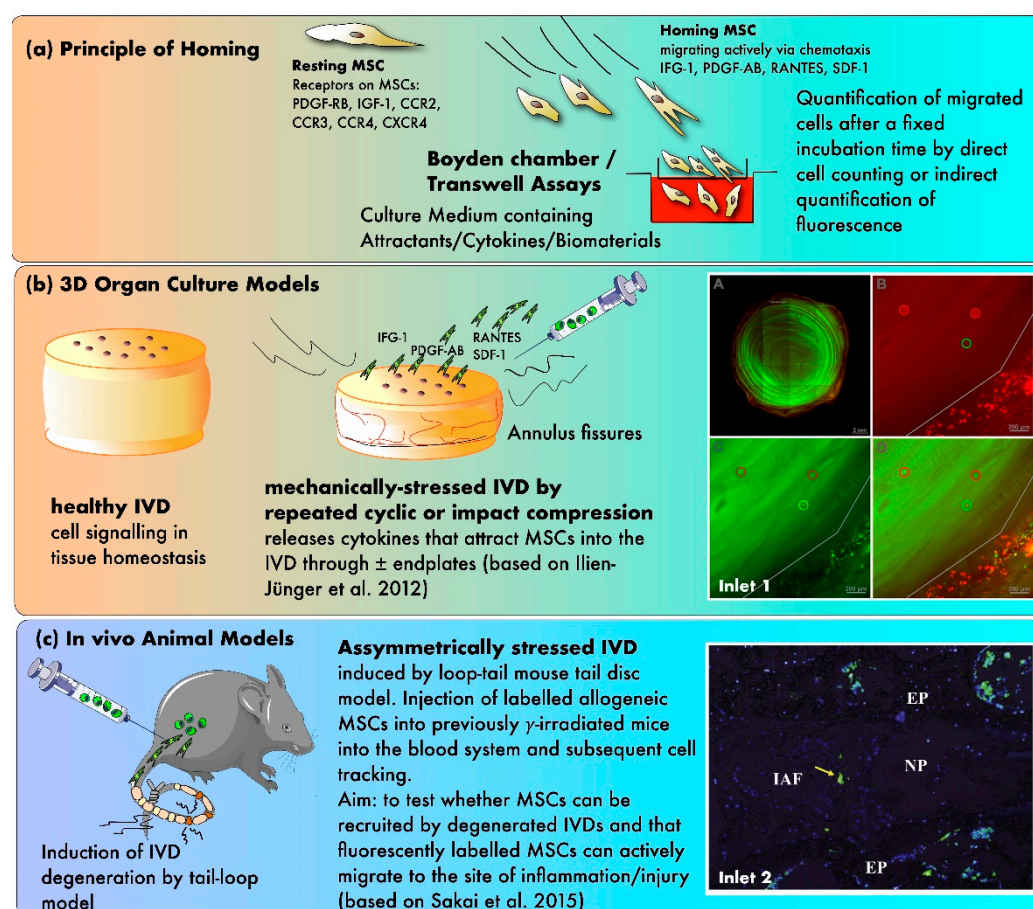 (a) Principle of Homing
Resting MSC
Receptors on MSCs:
PDGF-RB, IGF-1, CCR2,
CCR3, CCR4, CXCR4
Homing MSC
migrating actively via chemotaxis
IFG-1, PDGF-AB, RANTES, SDF-1
Boyden chamber /
Transwell Assays
Culture Medium containing
Attractants/Cytokines/Biomaterials
Quantification of migrated
cells after a fixed
incubation time by direct
cell counting or indirect
quantification of
fluorescence
(b) 3D Organ Culture Models
IFG-1
PDGF-AB
RANTES
SDF-1
Annulus fissures
healthy IVD
cell signalling in
tissue homeostasis
mechanically-stressed IVD by
repeated cyclic or impact compression
releases cytokines that attract MSCs into the
IVD through ± endplates (based on Ilien-
Jünger et al. 2012)
A
2 mm
B
200 µm
C
200 µm
Inlet 1
D
200 µm
(c) In vivo Animal Models
Induction of IVD
degeneration by tail-loop
model
Assymmetrically stressed IVD
induced by loop-tail mouse tail disc
model. Injection of labelled allogeneic
MSCs into previously γ-irradiated mice
into the blood system and subsequent cell
tracking.
Aim: to test whether MSCs can be
recruited by degenerated IVDs and that
fluorescently labelled MSCs can actively
migrate to the site of inflammation/injury
(based on Sakai et al. 2015)
EP
IAF
NP
EP
Inlet 2